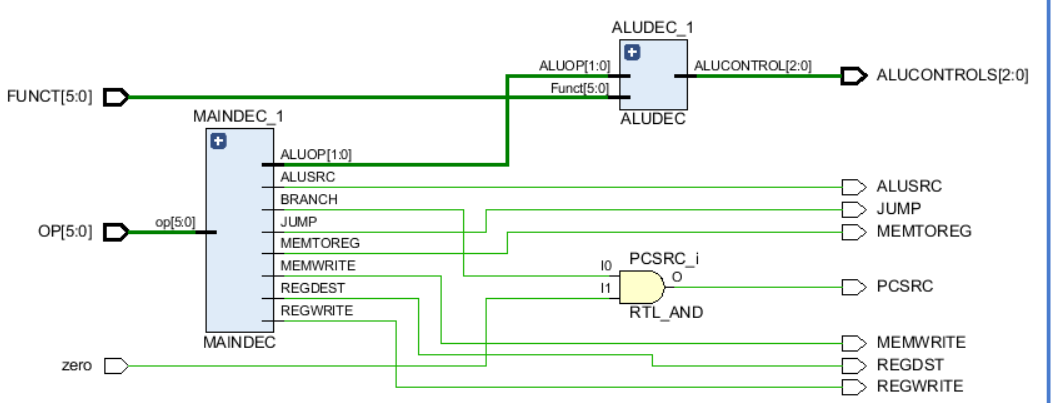 ALUDEC_1
ALUOP[1:0]
ALUCONTROL[2:0]
ALUCONTROLS[2:0]
Funct[5:0]
FUNCT[5:0]
ALUDEC
MAINDEC_1
ALUOP[1:0]
ALUSRC
ALUSRC
BRANCH
JUMP
JUMP
op[5:0]
OP[5:0]
MEMTOREG
MEMTOREG
MEMWRITE
I0
PCSRC_i
O
REGDEST
I1
PCSRC
REGWRITE
RTL_AND
MAINDEC
MEMWRITE
zero
REGDST
REGWRITE